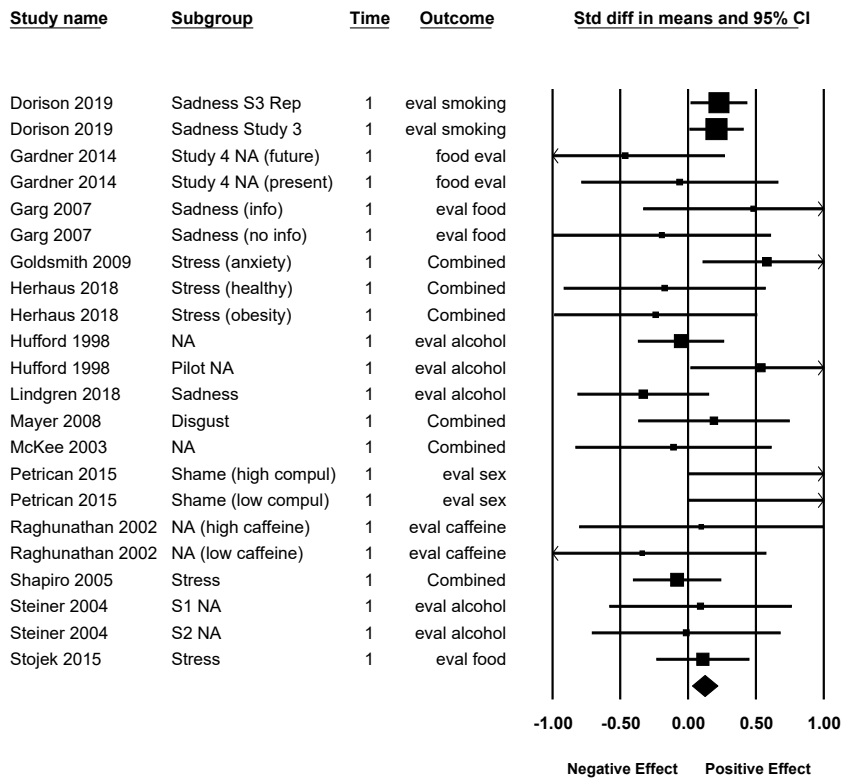 Study name Subgroup Time Outcome Std diff in means and 95% CI
Dorison 2019 Sadness S3 Rep 1 eval smoking
Dorison 2019 Sadness Study 3 1 eval smoking
Gardner 2014 Study 4 NA (future) 1 food eval
Gardner 2014 Study 4 NA (present) 1 food eval
Garg 2007 Sadness (info) 1 eval food
Garg 2007 Sadness (no info) 1 eval food
Goldsmith 2009 Stress (anxiety) 1 Combined
Herhaus 2018 Stress (healthy) 1 Combined
Herhaus 2018 Stress (obesity) 1 Combined
Hufford 1998 NA 1 eval alcohol
Hufford 1998 Pilot NA 1 eval alcohol
Lindgren 2018 Sadness 1 eval alcohol
Mayer 2008 Disgust 1 Combined
McKee 2003 NA 1 Combined
Petrican 2015 Shame (high compul) 1 eval sex
Petrican 2015 Shame (low compul) 1 eval sex
Raghunathan 2002 NA (high caffeine) 1 eval caffeine
Raghunathan 2002 NA (low caffeine) 1 eval caffeine
Shapiro 2005 Stress 1 Combined
Steiner 2004 S1 NA 1 eval alcohol
Steiner 2004 S2 NA 1 eval alcohol
Stojek 2015 Stress 1 eval food
-1.00 -0.50 0.00 0.50 1.00
Negative Effect Positive Effect